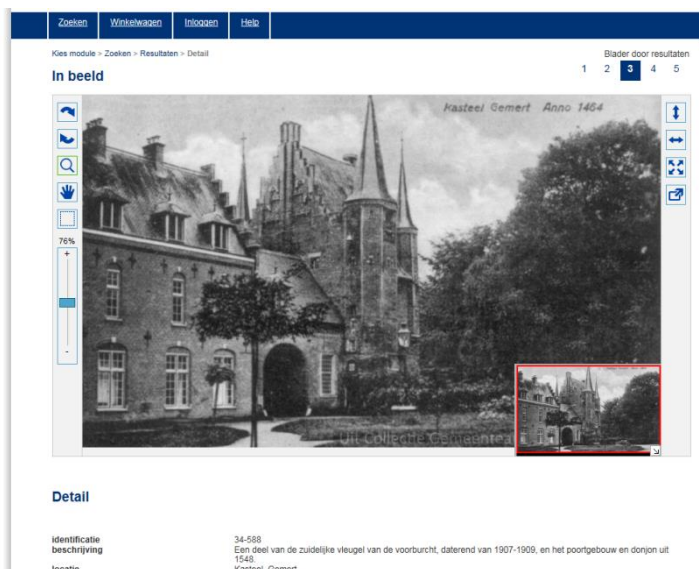 Zoeken Winkelwagen Inloggen Help
Kies module > Zoeken > Resultaten > Detail
Blader door resultaten
In beeld
1 2 3 4 5
Kasteel Gemert Anno 1464
76%
+
-
Uit Collectie Gemeentea
Detail
identificatie 34-588
beschrijving Een deel van de zuidelijke vleugel van de voorburcht, daterend van 1907-1909, en het poortgebouw en donjon uit
1548.
locatie Kasteel, Gemert